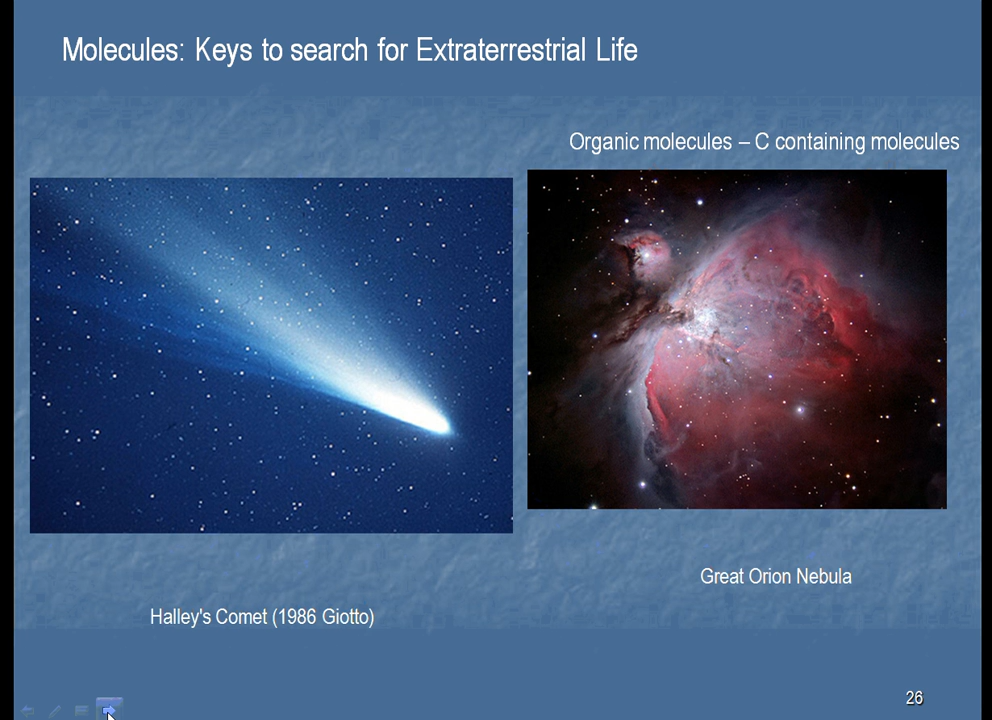 Molecules: Keys to search for Extraterrestrial Life
Organic molecules – C containing molecules
Great Orion Nebula
Halley's Comet (1986 Giotto)
26